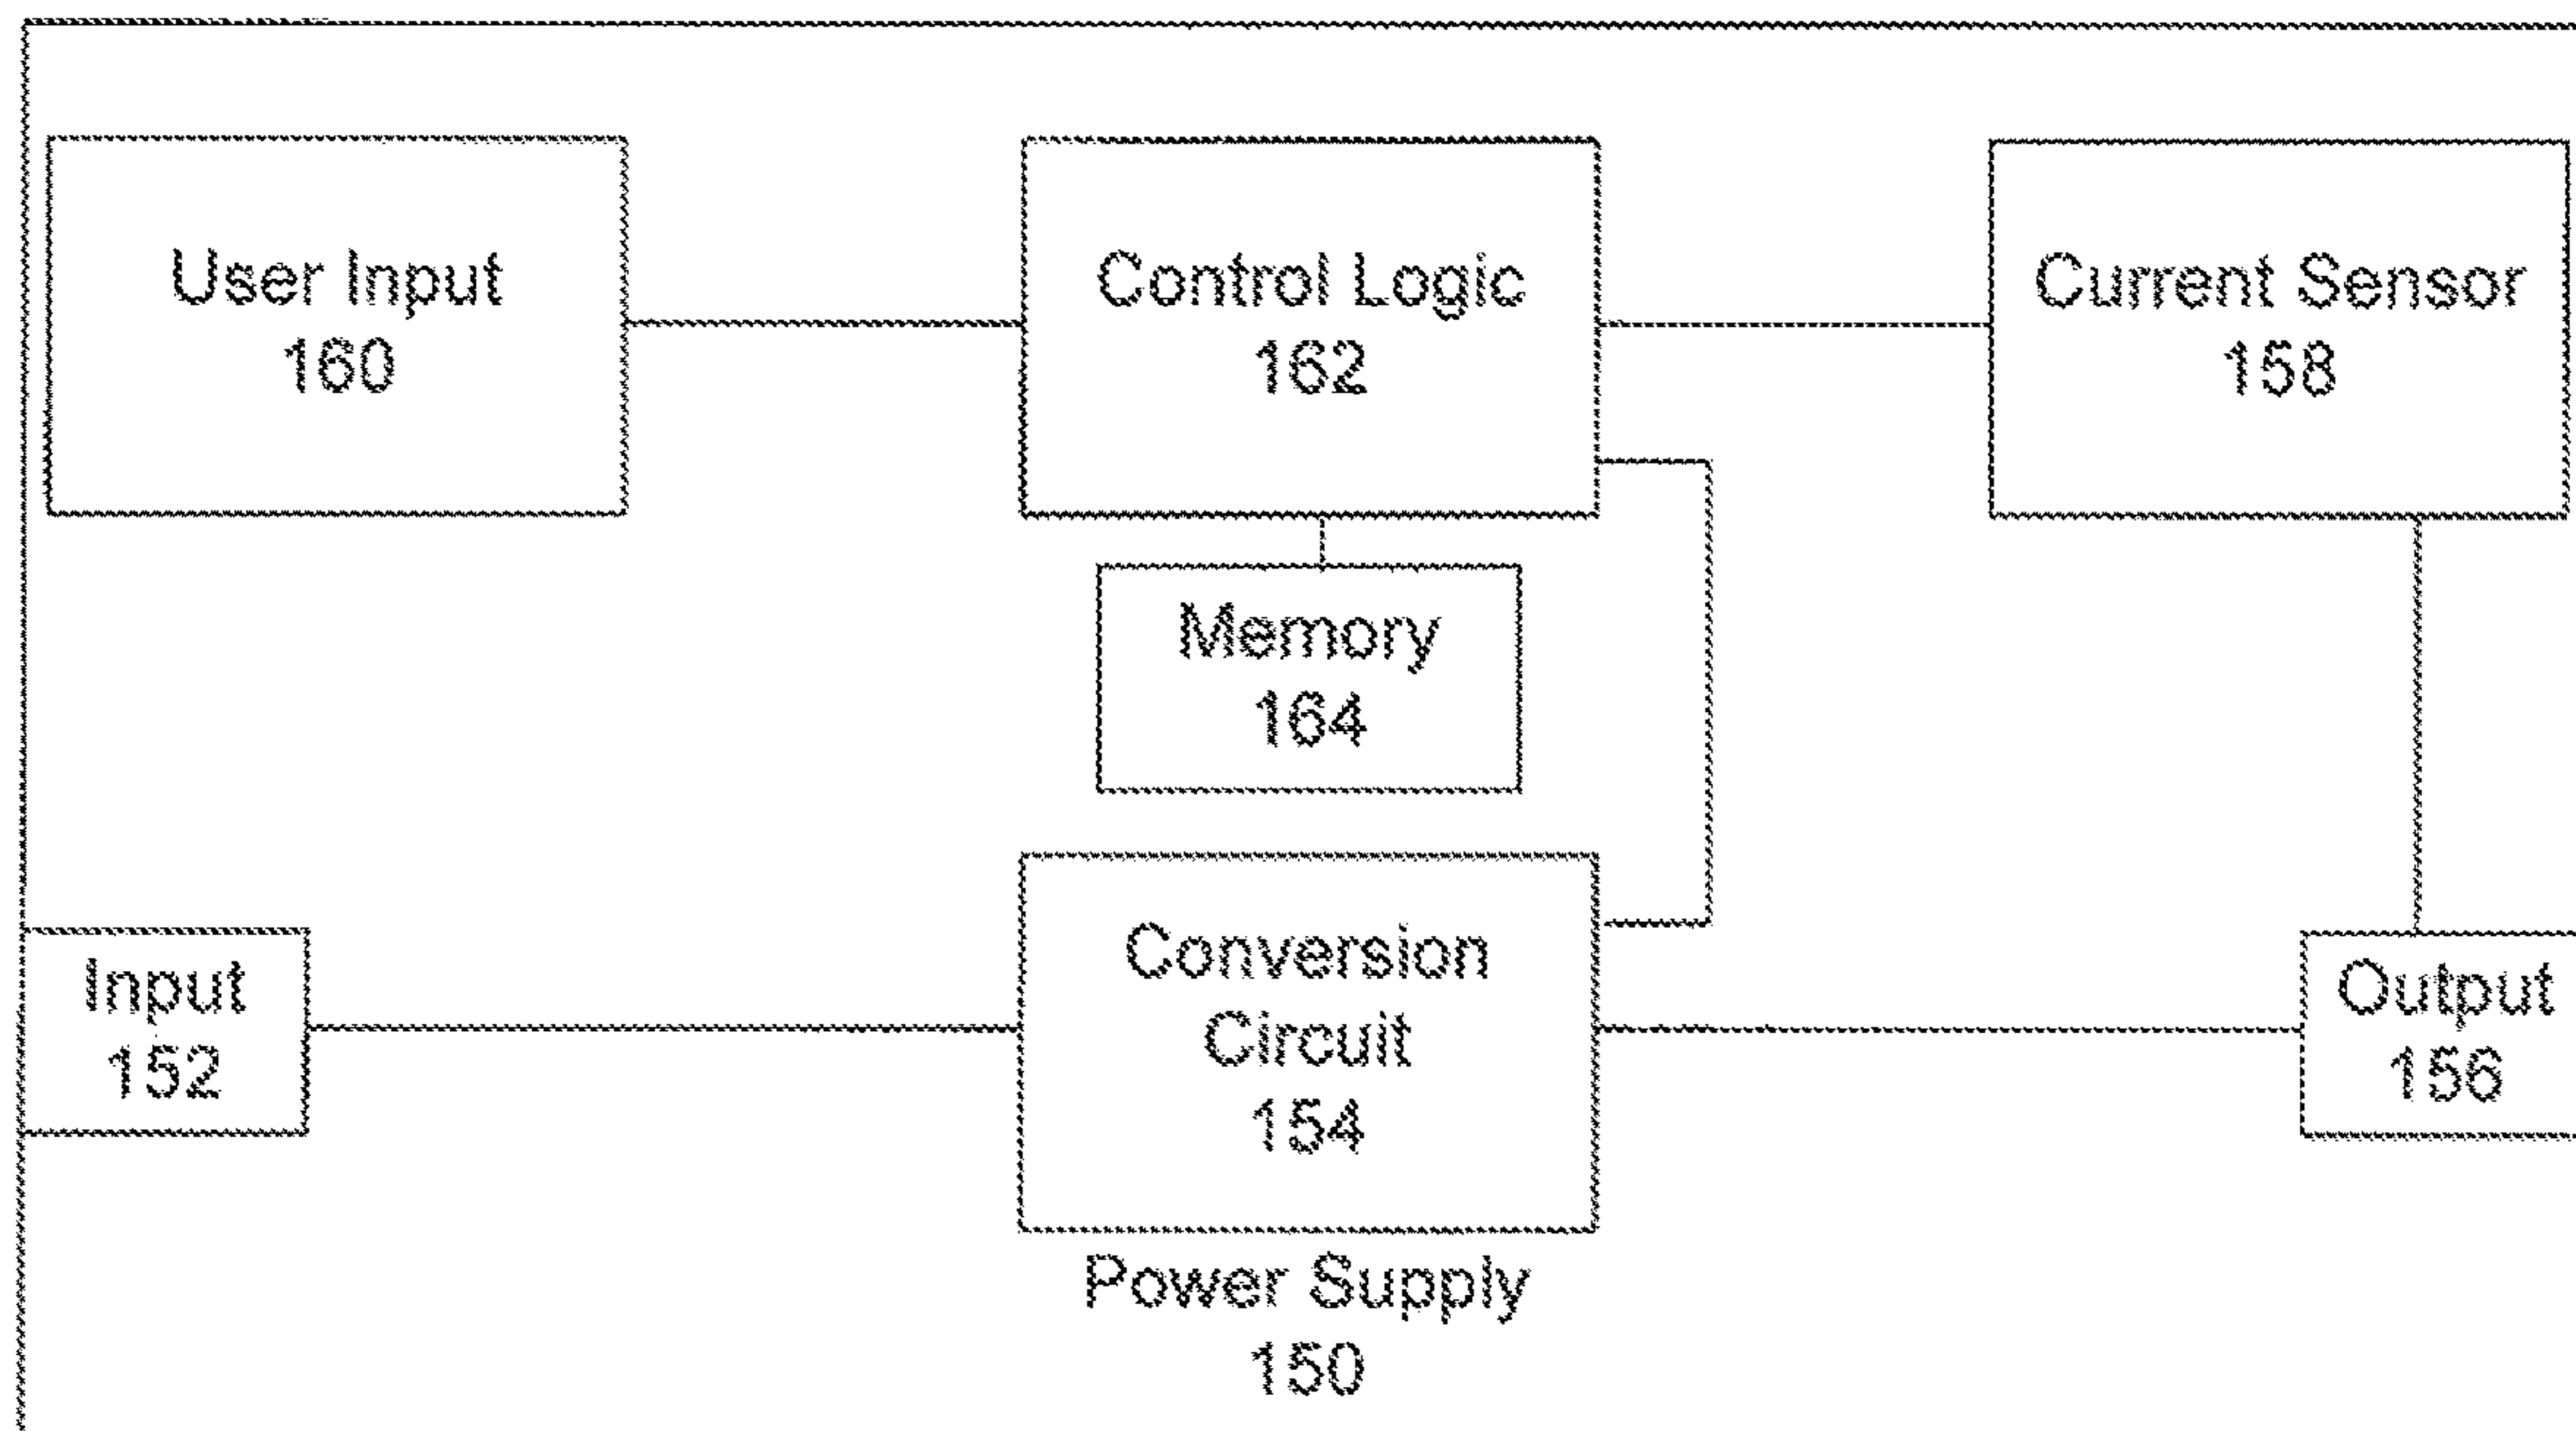 User Input
160
Control Logic
162
Current Sensor
158
Memory
164
Input
152
Conversion
Circuit
154
Output
156
Power Supply
150